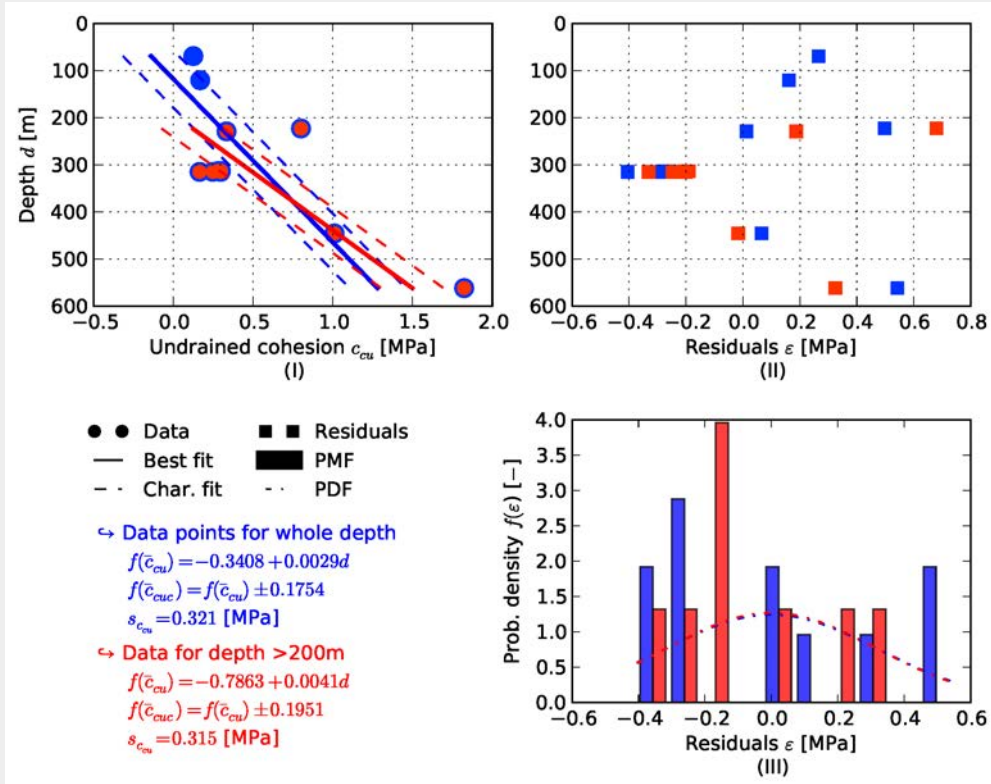 0
100
200
300
400
500
600
Depth d [m]
−0.5 0.0 0.5 1.0 1.5 2.0
Undrained cohesion c_cu [MPa]
(I)
0
100
200
300
400
500
600
−0.6 −0.4 −0.2 0.0 0.2 0.4 0.6 0.8
Residuals ε [MPa]
(II)
Data Residuals
Best fit PMF
Char. fit PDF
↪ Data points for whole depth
f(c̄_cu) = −0.3408 + 0.0029d
f(c̄_cuc) = f(c̄_cu) ± 0.1754
s_c_cu = 0.321 [MPa]
↪ Data for depth >200m
f(c̄_cu) = −0.7863 + 0.0041d
f(c̄_cuc) = f(c̄_cu) ± 0.1951
s_c_cu = 0.315 [MPa]
4.0
3.5
3.0
2.5
2.0
1.5
1.0
0.5
0.0
Prob. density f(ε) [−]
−0.6 −0.4 −0.2 0.0 0.2 0.4 0.6
Residuals ε [MPa]
(III)